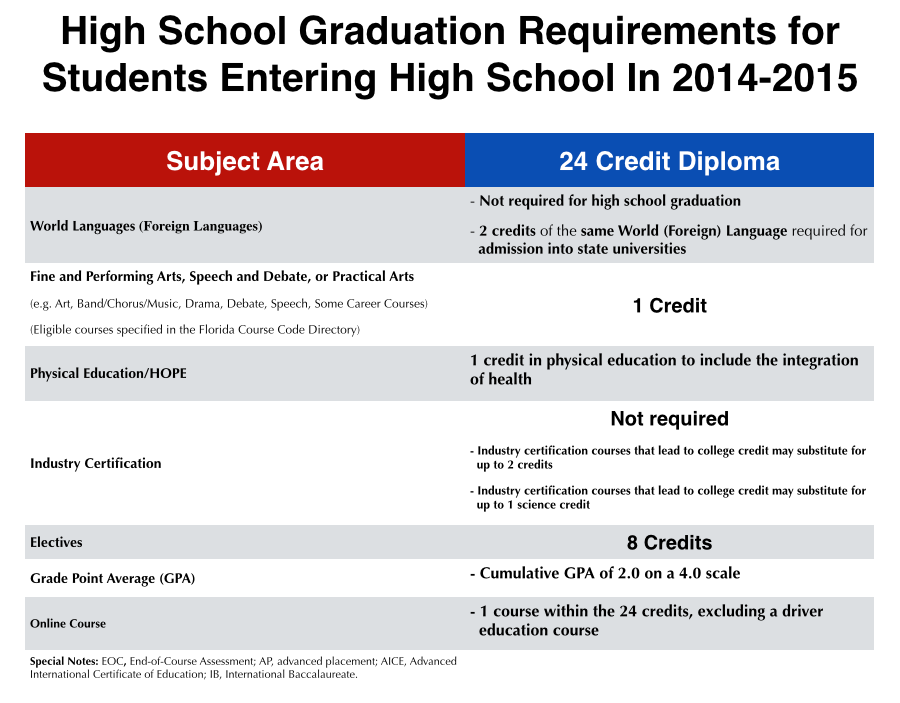 High School Graduation Requirements for
Students Entering High School In 2014-2015
Subject Area
24 Credit Diploma
World Languages (Foreign Languages)
- Not required for high school graduation
- 2 credits of the same World (Foreign) Language required for
admission into state universities
Fine and Performing Arts, Speech and Debate, or Practical Arts
(e.g. Art, Band/Chorus/Music, Drama, Debate, Speech, Some Career Courses)
(Eligible courses specified in the Florida Course Code Directory)
1 Credit
Physical Education/HOPE
1 credit in physical education to include the integration
of health
Industry Certification
Not required
- Industry certification courses that lead to college credit may substitute for
up to 2 credits
- Industry certification courses that lead to college credit may substitute for
up to 1 science credit
Electives
8 Credits
Grade Point Average (GPA)
- Cumulative GPA of 2.0 on a 4.0 scale
Online Course
- 1 course within the 24 credits, excluding a driver
education course
Special Notes: EOC, End-of-Course Assessment; AP, advanced placement; AICE, Advanced
International Certificate of Education; IB, International Baccalaureate.